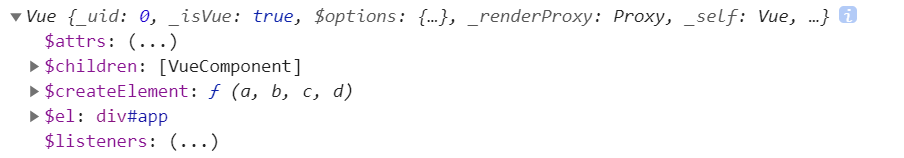 ▼Vue {_uid: 0, _isVue: true, $options: {…}, _renderProxy: Proxy, _self: Vue, …} i
$attrs: (...)
▶$children: [VueComponent]
▶$createElement: ƒ (a, b, c, d)
▶$el: div#app
$listeners: (...)